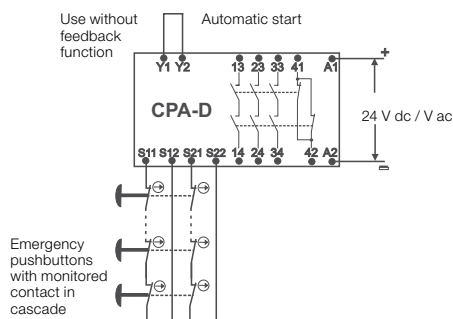 Use without
feedback
function
Automatic start
Y1 Y2 13 23 33 41 A1
+
CPA-D
24 V dc / V ac
S11 S12 S21 S22 14 24 34 42 A2
Emergency
pushbuttons
with monitored
contact in
cascade